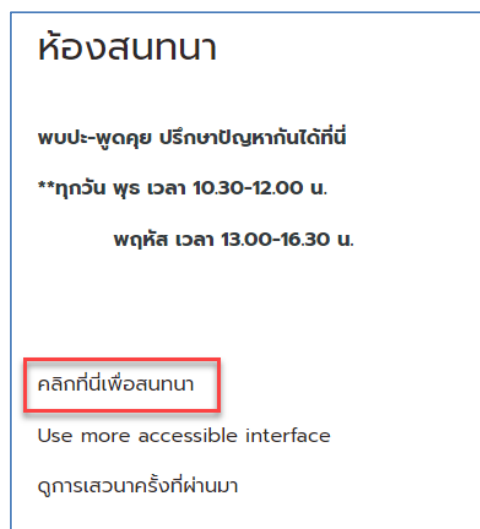 ห้องสนทนา
พบปะ-พูดคุย ปรึกษาปัญหากันได้ที่นี่
**ทุกวัน พุธ เวลา 10.30-12.00 น.
พฤหัส เวลา 13.00-16.30 น.
คลิกที่นี่เพื่อสนทนา
Use more accessible interface
ดูการเสวนาครั้งที่ผ่านมา